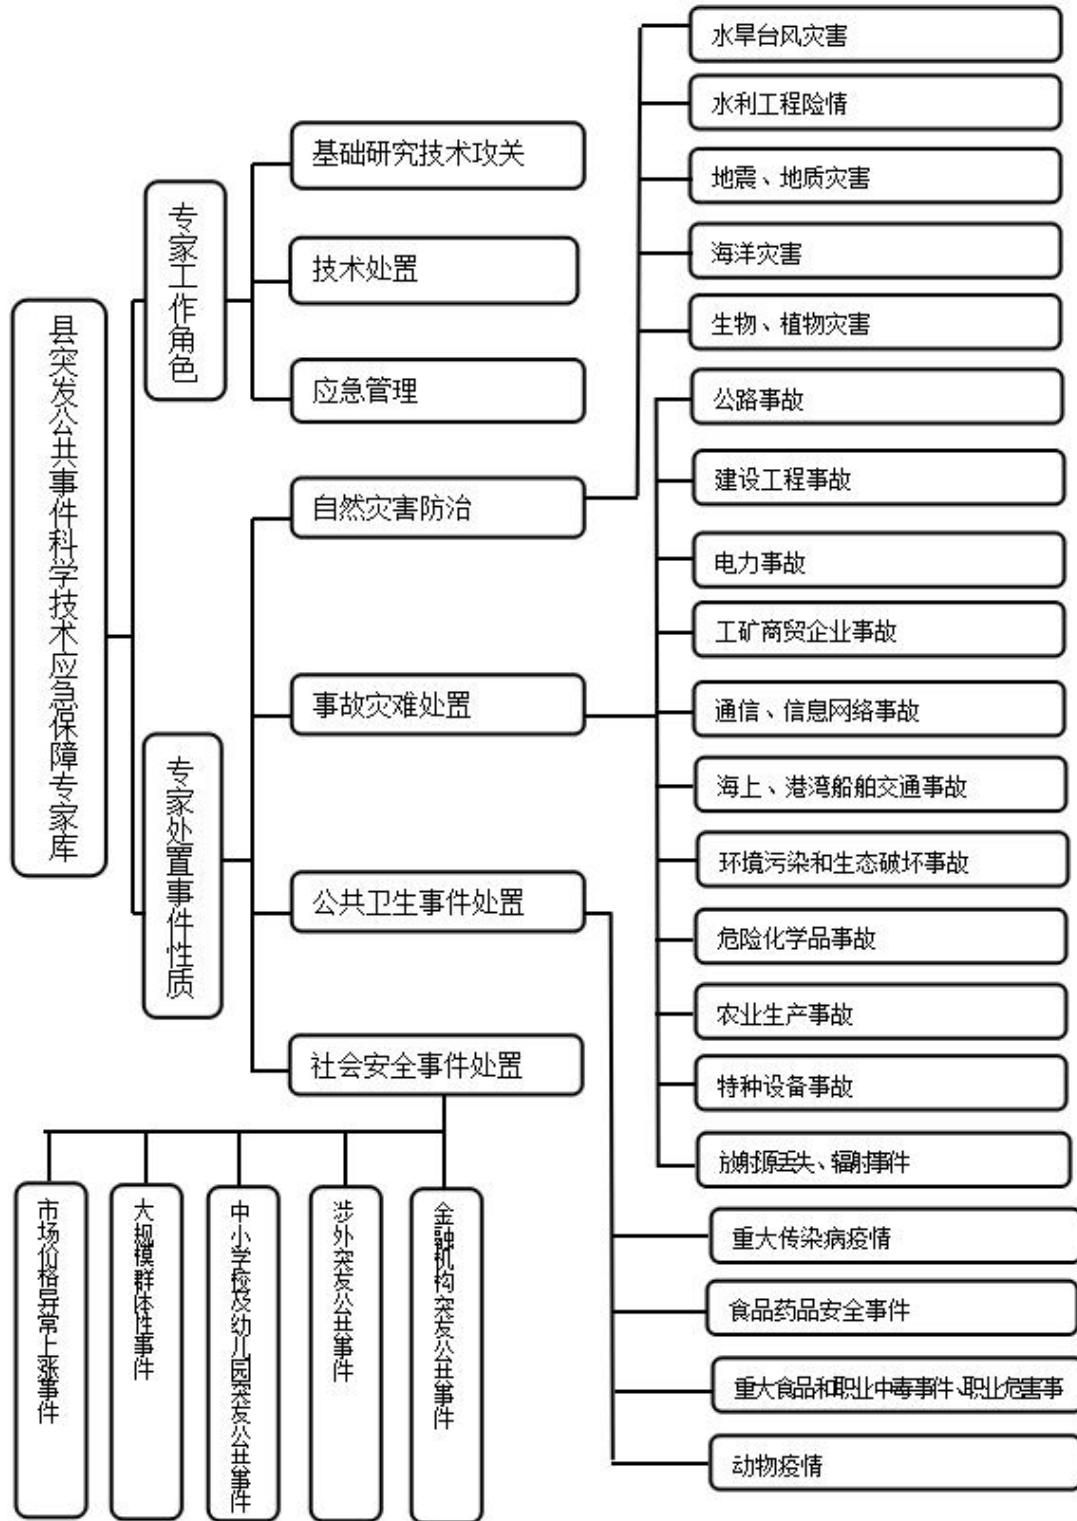 县突发公共事件科学技术应急保障专家库
专家工作角色
基础研究技术攻关
技术处置
应急管理
专家处置事件性质
自然灾害防治
水旱台风灾害
水利工程险情
地震、地质灾害
海洋灾害
生物、植物灾害
事故灾难处置
公路事故
建设工程事故
电力事故
工矿商贸企业事故
通信、信息网络事故
海上、港湾船舶交通事故
环境污染和生态破坏事故
危险化学品事故
农业生产事故
特种设备事故
放射源丢失、辐射事件
公共卫生事件处置
重大传染病疫情
食品药品安全事件
重大食品和职业中毒事件、职业危害事
动物疫情
社会安全事件处置
市场价格异常上涨事件
大规模群体性事件
中小学校及幼儿园突发公共事件
涉外突发公共事件
金融机构突发公共事件